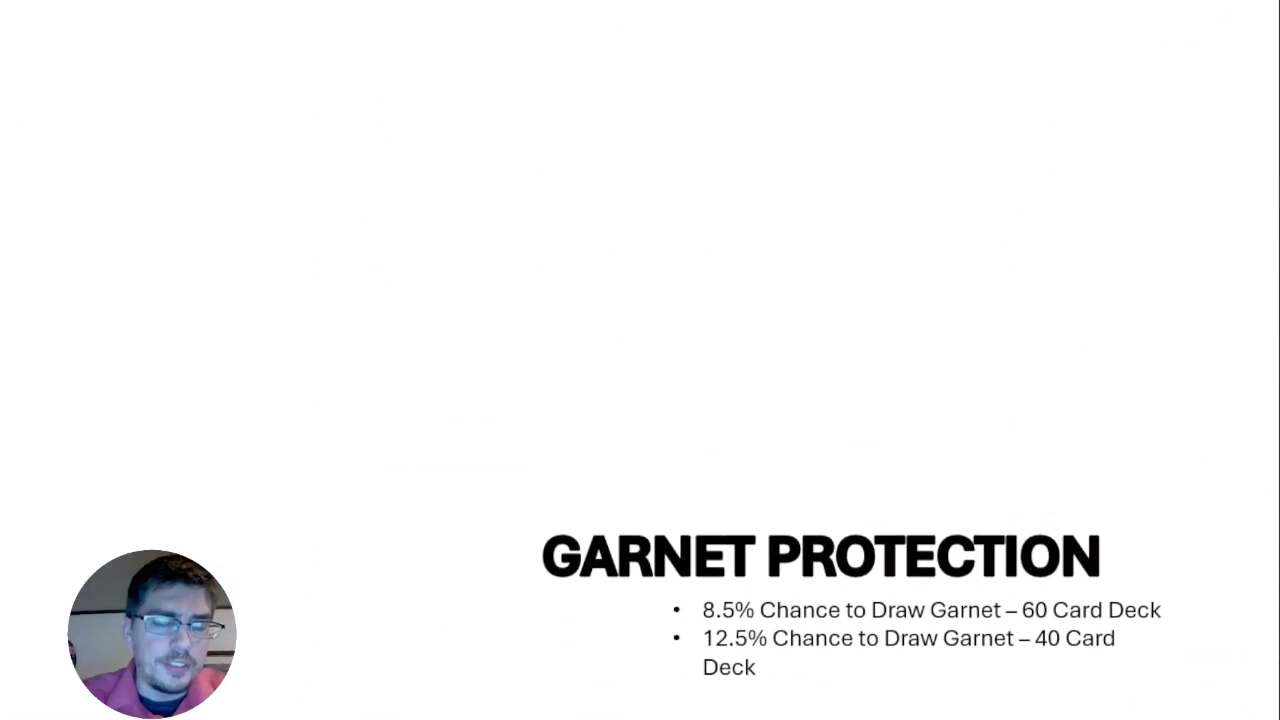 GARNET PROTECTION
• 8.5% Chance to Draw Garnet – 60 Card Deck
• 12.5% Chance to Draw Garnet – 40 Card
Deck